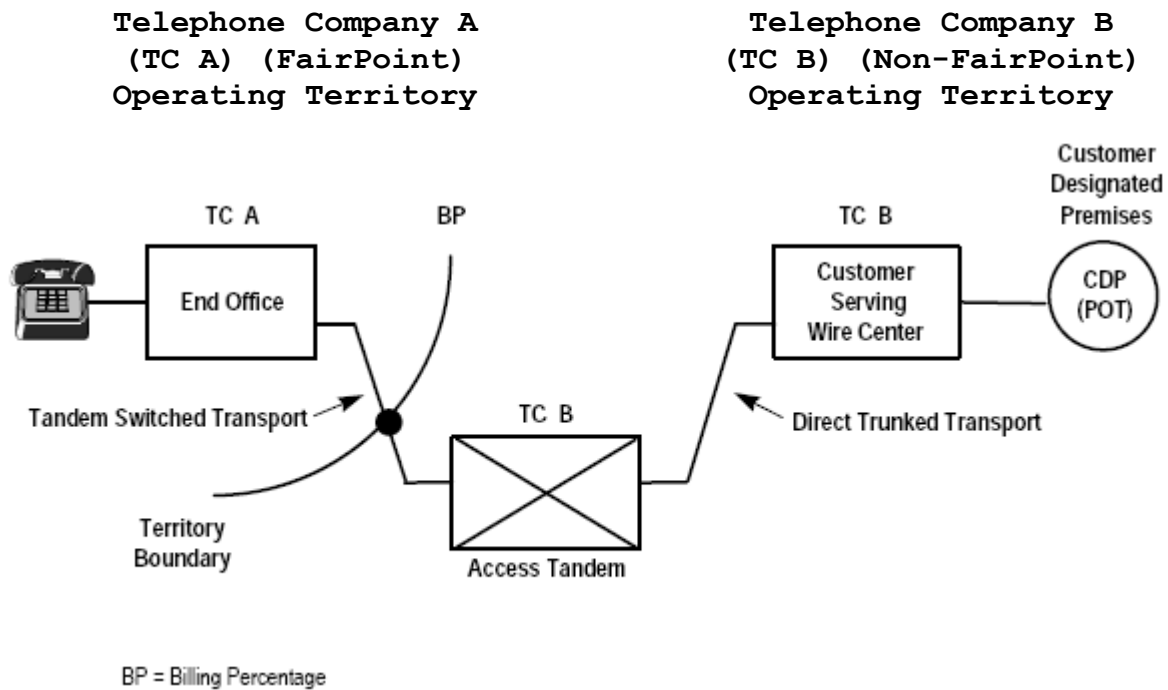 Telephone Company A
(TC A) (FairPoint)
Operating Territory
Telephone Company B
(TC B) (Non-FairPoint)
Operating Territory
Customer
Designated
Premises
TC A
BP
TC B
End Office
Customer
Serving
Wire Center
CDP
(POT)
Tandem Switched Transport
TC B
Direct Trunked Transport
Territory
Boundary
Access Tandem
BP = Billing Percentage